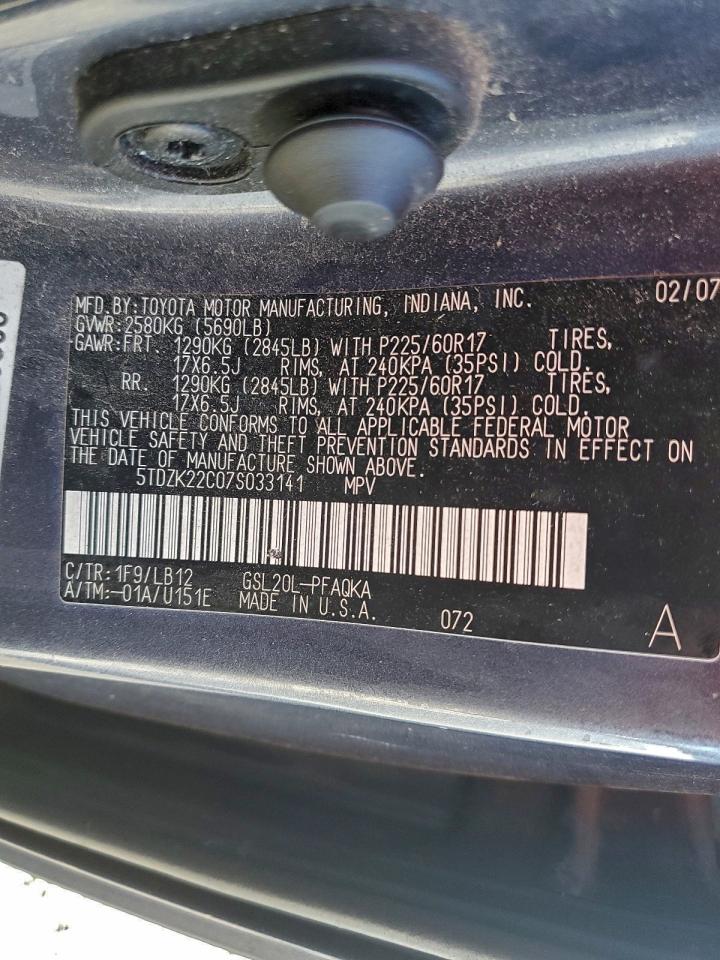 MFD.BY:TOYOTA MOTOR MANUFACTURING, INDIANA, INC. 02/07
GVWR:2580KG (5690LB)
GAWR:FRT. 1290KG (2845LB) WITH P225/60R17 TIRES,
17X6.5J RIMS, AT 240KPA (35PSI) COLD.
RR. 1290KG (2845LB) WITH P225/60R17 TIRES,
17X6.5J RIMS, AT 240KPA (35PSI) COLD.
THIS VEHICLE CONFORMS TO ALL APPLICABLE FEDERAL MOTOR
VEHICLE SAFETY AND THEFT PREVENTION STANDARDS IN EFFECT ON
THE DATE OF MANUFACTURE SHOWN ABOVE.
5TDZK22C07S033141 MPV
C/TR:1F9/LB12 GSL20L-PFAQKA
A/TM:-01A/U151E MADE IN U.S.A. 072 A